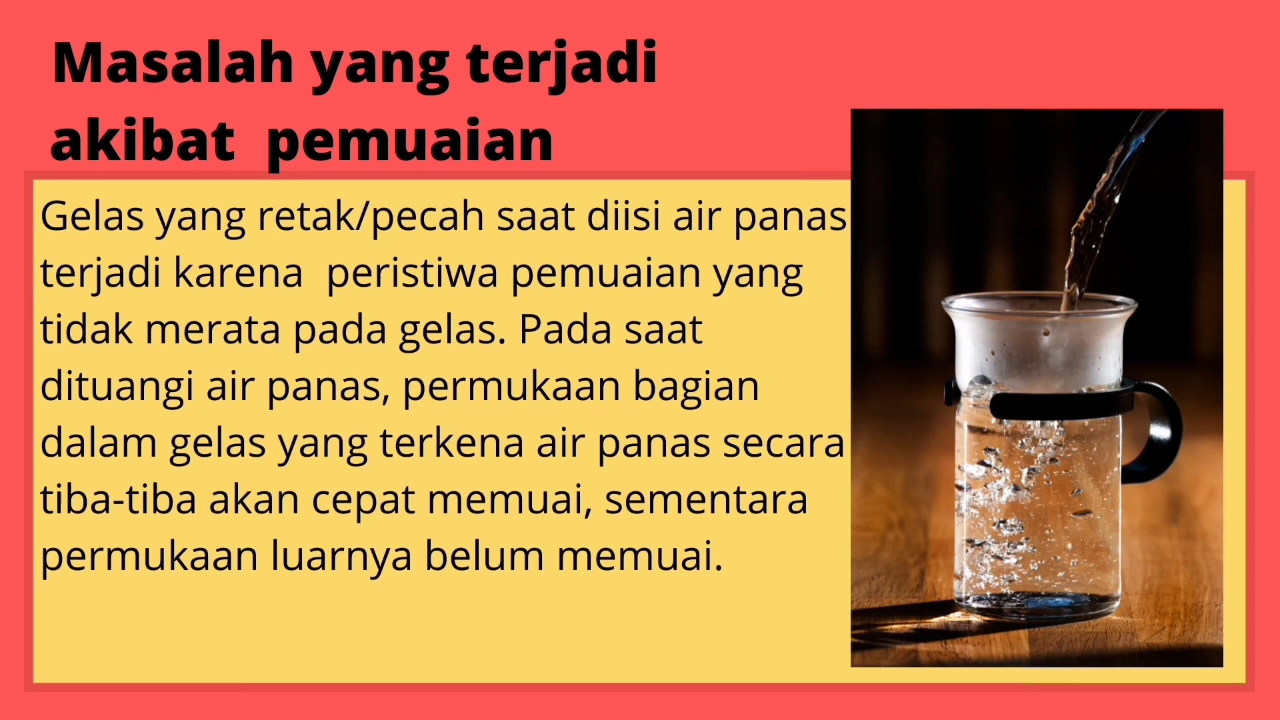 Masalah yang terjadi
akibat pemuaian
Gelas yang retak/pecah saat diisi air panas
terjadi karena peristiwa pemuaian yang
tidak merata pada gelas. Pada saat
dituangi air panas, permukaan bagian
dalam gelas yang terkena air panas secara
tiba-tiba akan cepat memuai, sementara
permukaan luarnya belum memuai.